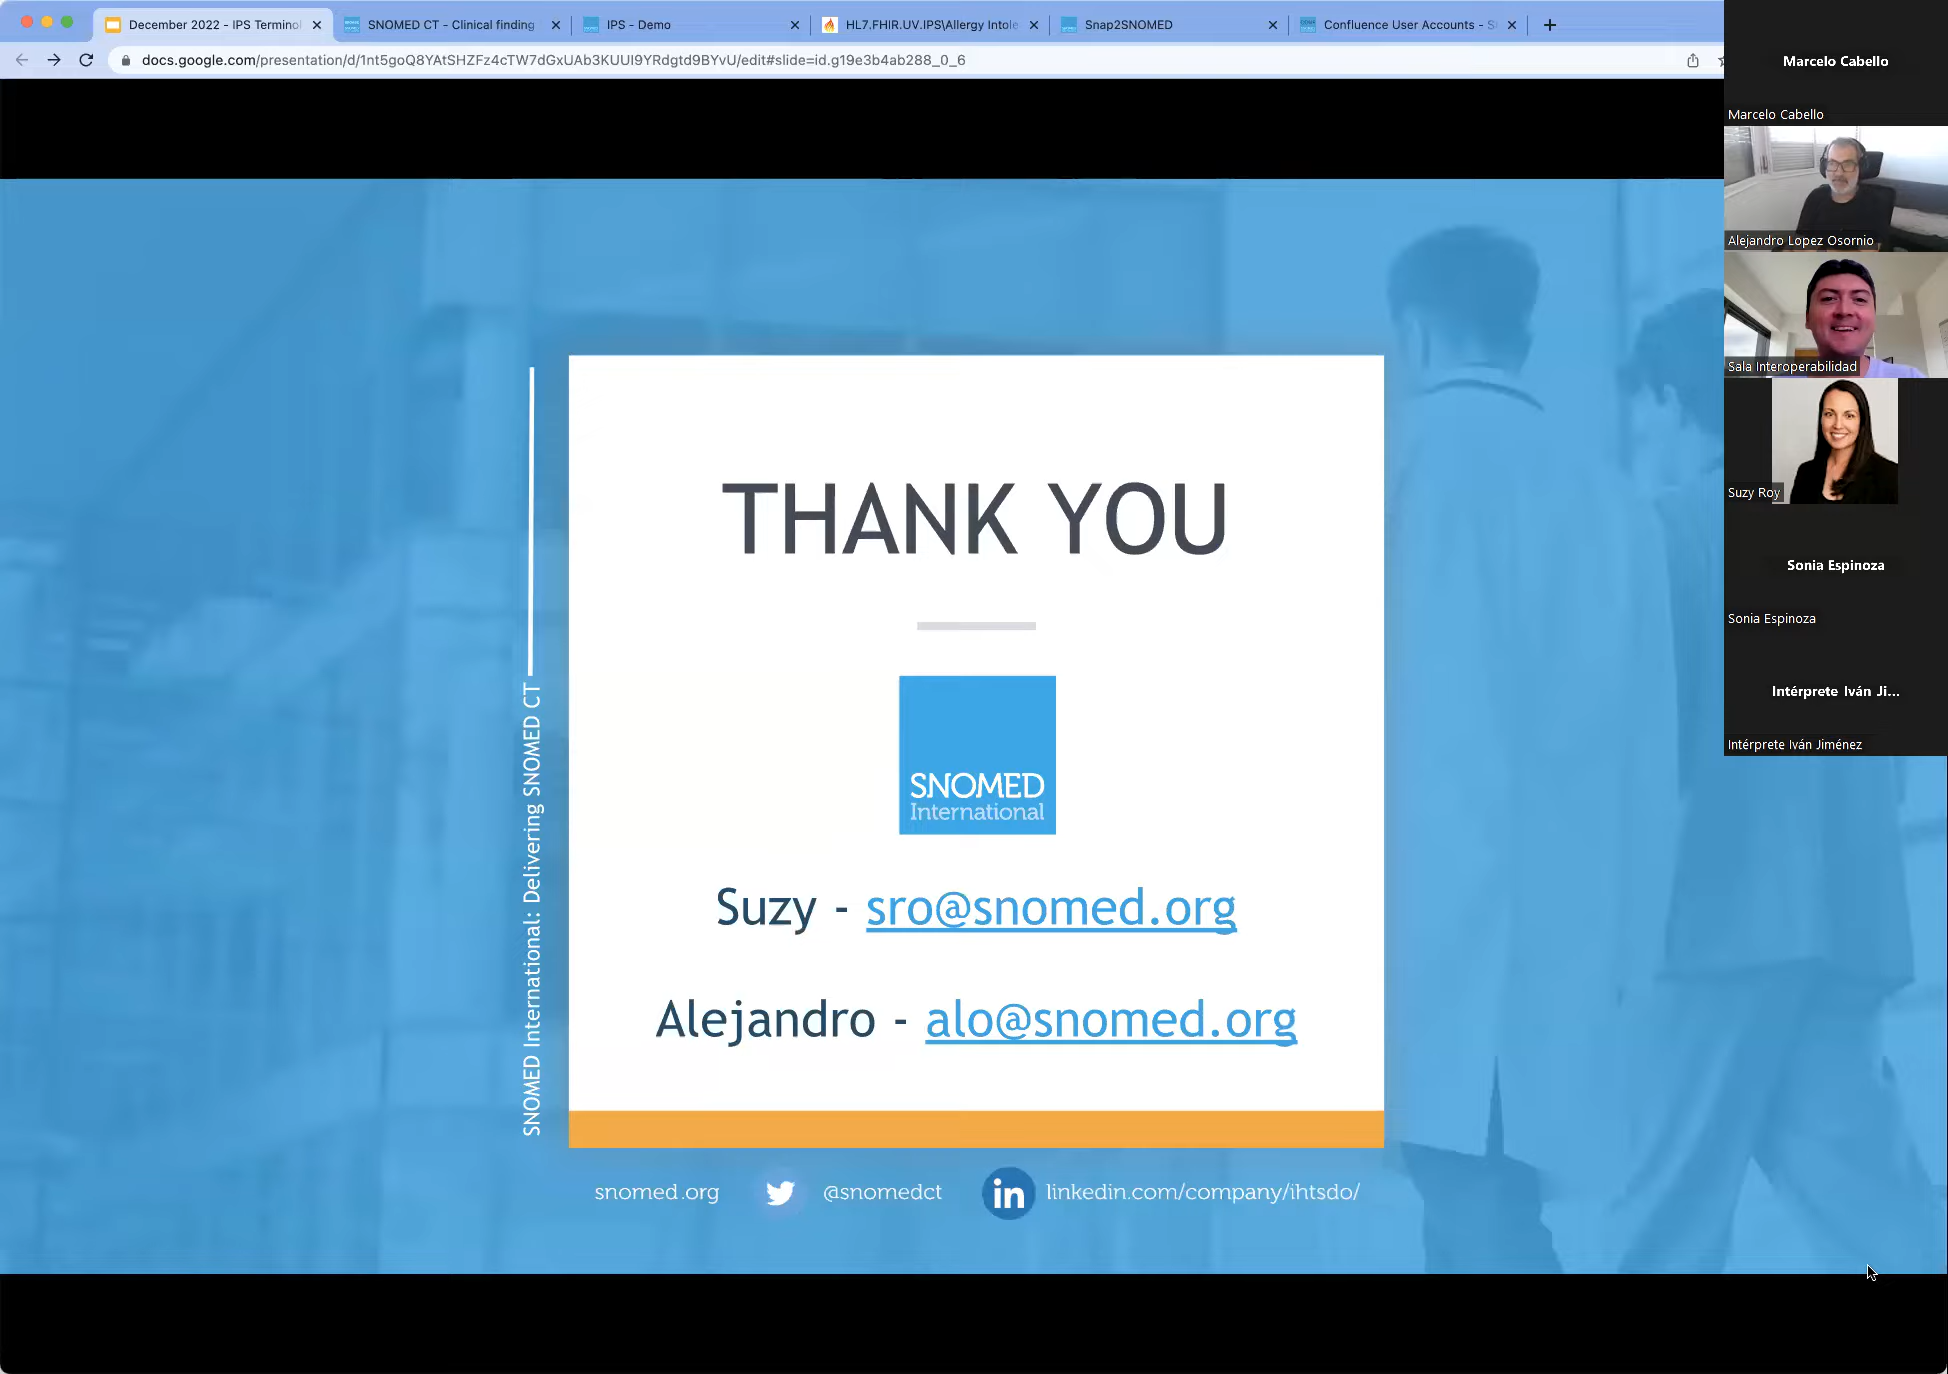 December 2022 - IPS Terminol
SNOMED CT - Clinical finding
IPS - Demo
HL7.FHIR.UV.IPS\Allergy Intole
Snap2SNOMED
Confluence User Accounts - S
docs.google.com/presentation/d/1nt5goQ8YAtSHZFz4cTW7dGxUAb3KUUI9YRdgtd9BYvU/edit#slide=id.g19e3b4ab288_0_6
Marcelo Cabello
Marcelo Cabello
Alejandro Lopez Osornio
Sala Interoperabilidad
Suzy Roy
Sonia Espinoza
Sonia Espinoza
Intérprete Iván Ji...
Intérprete Iván Jiménez
SNOMED International: Delivering SNOMED CT
THANK YOU
SNOMED
International
Suzy - sro@snomed.org
Alejandro - alo@snomed.org
snomed.org
@snomedct
in
linkedin.com/company/ihtsdo/